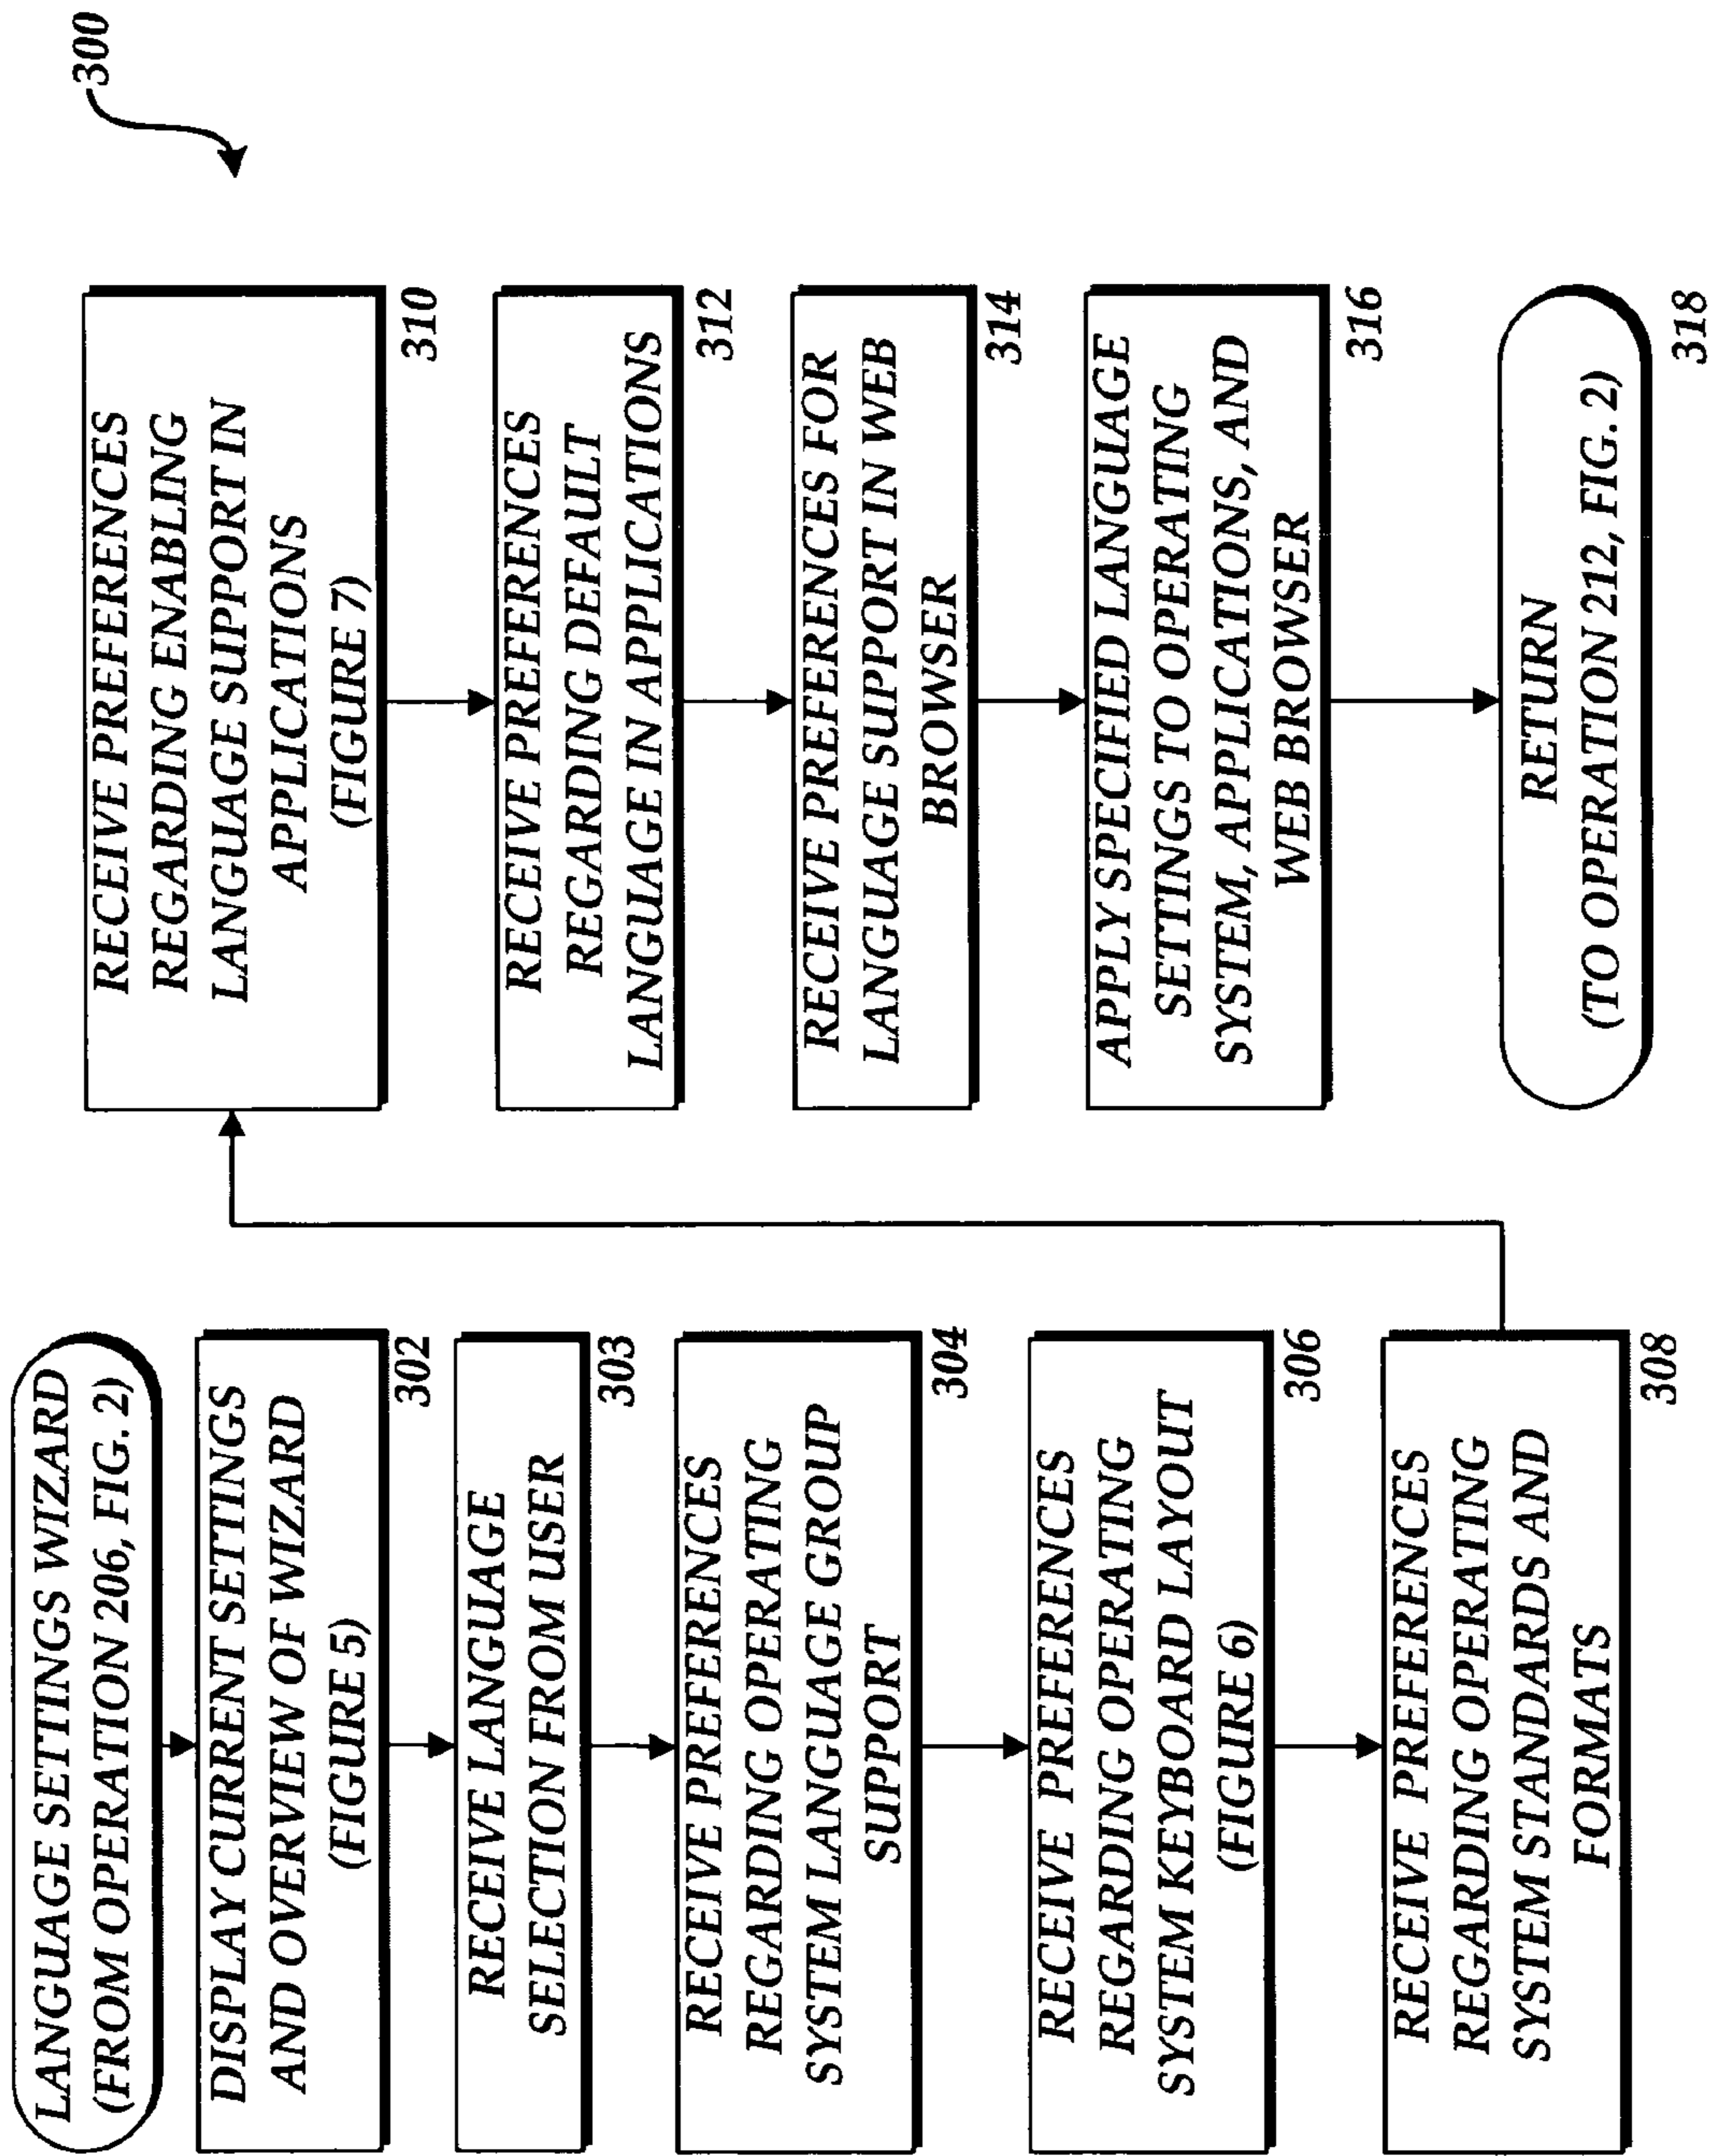 300
LANGUAGE SETTINGS WIZARD
(FROM OPERATION 206, FIG. 2)
DISPLAY CURRENT SETTINGS
AND OVERVIEW OF WIZARD
(FIGURE 5)
302
RECEIVE LANGUAGE
SELECTION FROM USER
303
RECEIVE PREFERENCES
REGARDING OPERATING
SYSTEM LANGUAGE GROUP
SUPPORT
304
RECEIVE PREFERENCES
REGARDING OPERATING
SYSTEM KEYBOARD LAYOUT
(FIGURE 6)
306
RECEIVE PREFERENCES
REGARDING OPERATING
SYSTEM STANDARDS AND
FORMATS
308
RECEIVE PREFERENCES
REGARDING ENABLING
LANGUAGE SUPPORT IN
APPLICATIONS
(FIGURE 7)
310
RECEIVE PREFERENCES
REGARDING DEFAULT
LANGUAGE IN APPLICATIONS
312
RECEIVE PREFERENCES FOR
LANGUAGE SUPPORT IN WEB
BROWSER
314
APPLY SPECIFIED LANGUAGE
SETTINGS TO OPERATING
SYSTEM, APPLICATIONS, AND
WEB BROWSER
316
RETURN
(TO OPERATION 212, FIG. 2)
318